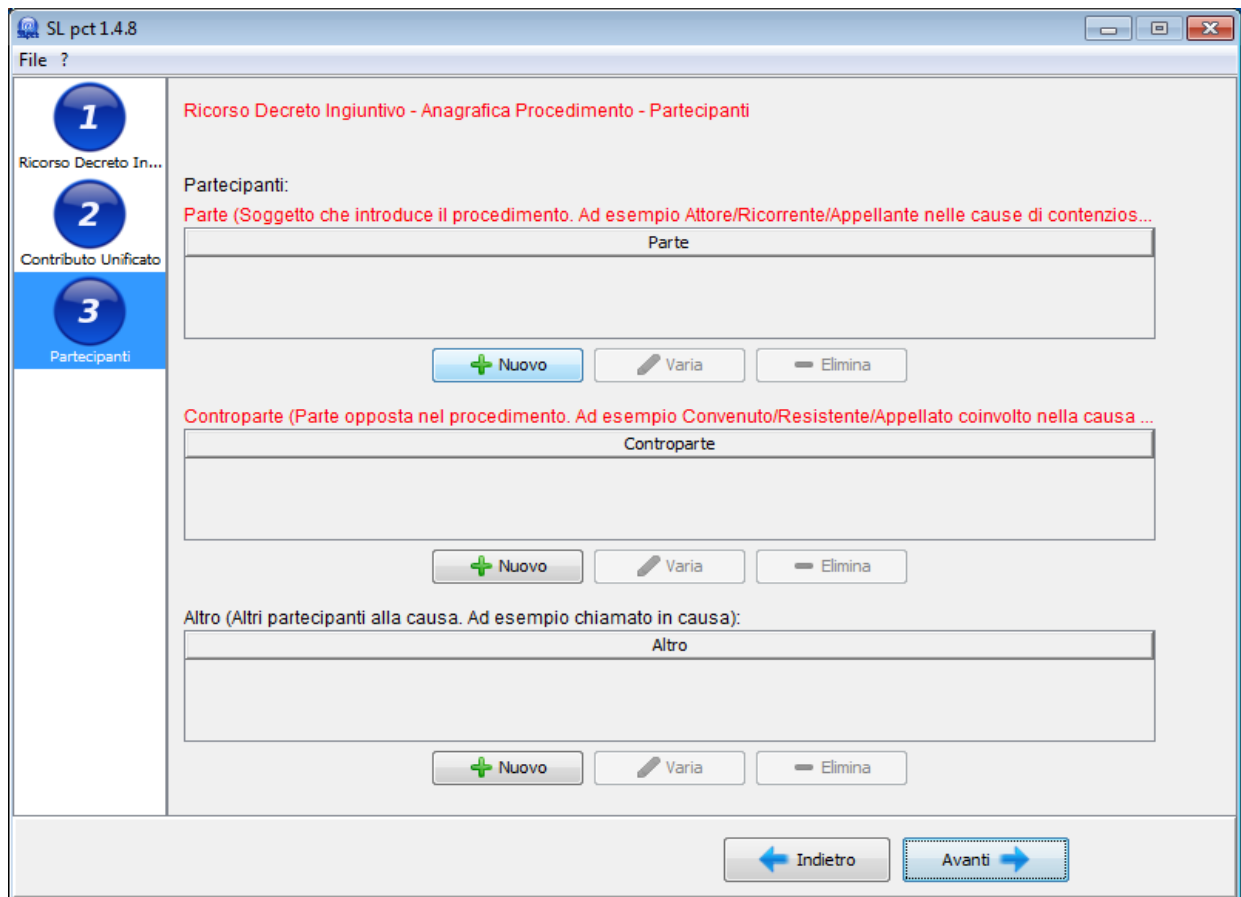 SL pct 1.4.8
File ?
1
Ricorso Decreto In...
2
Contributo Unificato
3
Partecipanti
Ricorso Decreto Ingiuntivo - Anagrafica Procedimento - Partecipanti
Partecipanti:
Parte (Soggetto che introduce il procedimento. Ad esempio Attore/Ricorrente/Appellante nelle cause di contenzios...
Parte
Nuovo Varia Elimina
Controparte (Parte opposta nel procedimento. Ad esempio Convenuto/Resistente/Appellato coinvolto nella causa ...
Controparte
Nuovo Varia Elimina
Altro (Altri partecipanti alla causa. Ad esempio chiamato in causa):
Altro
Nuovo Varia Elimina
Indietro Avanti